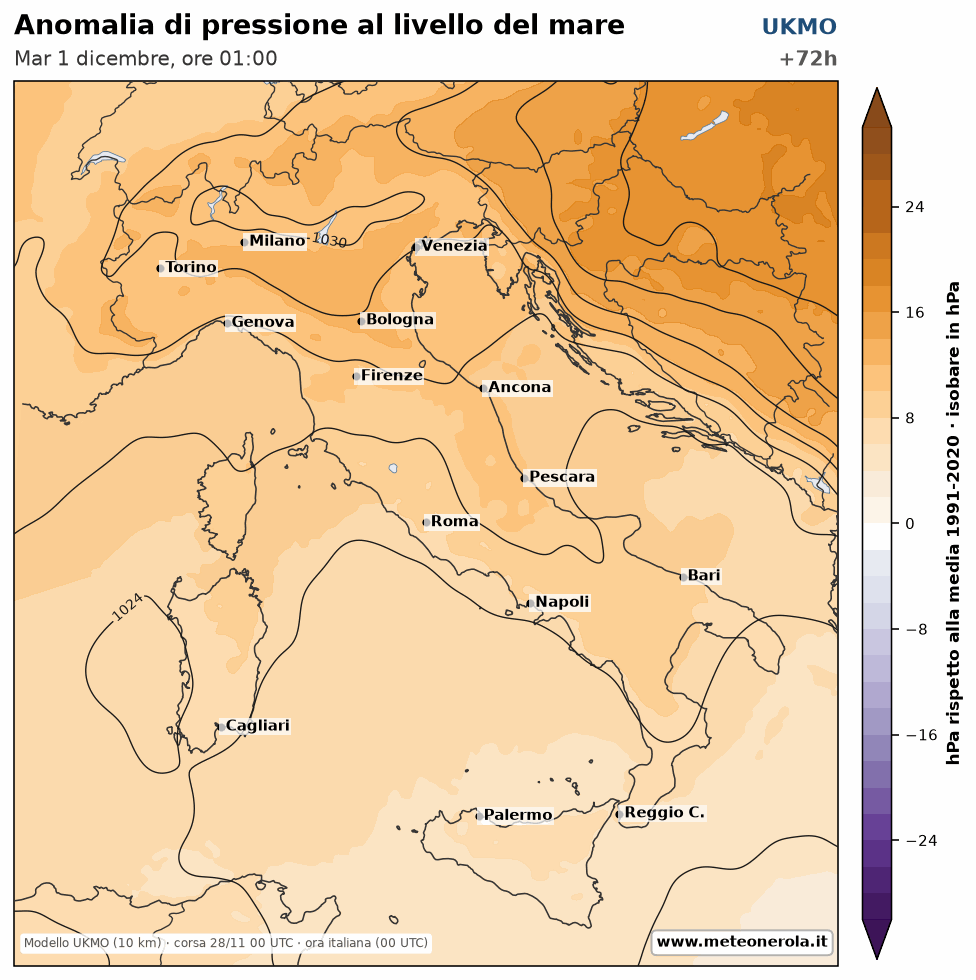 Anomalia di pressione al livello del mare
UKMO
Mar 1 dicembre, ore 01:00
+72h
Milano
1030
Venezia
Torino
Genova
Bologna
Firenze
Ancona
Pescara
Roma
Bari
Napoli
1024
Cagliari
Palermo
Reggio C.
24
16
8
0
−8
−16
−24
hPa rispetto alla media 1991-2020 · isobare in hPa
Modello UKMO (10 km) · corsa 28/11 00 UTC · ora italiana (00 UTC)
www.meteonerola.it